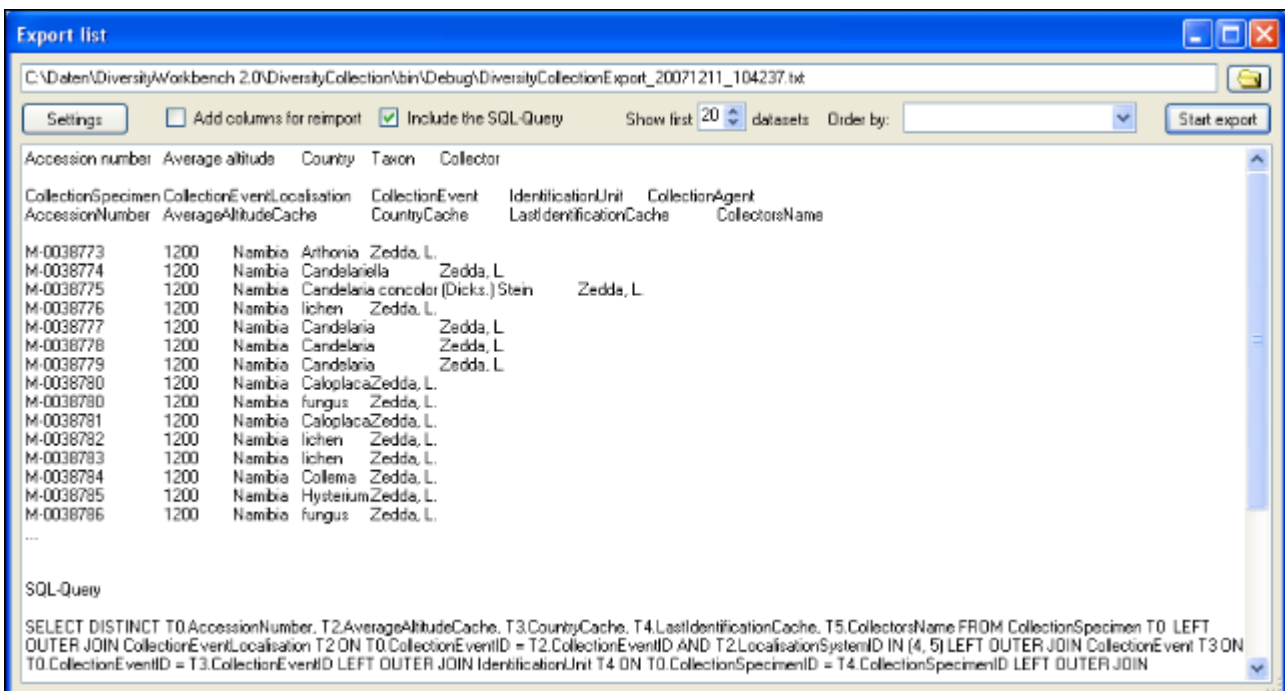 Export list
C:\Daten\DiversityWorkbench 2.0\DiversityCollection\bin\Debug\DiversityCollectionExport_20071211_104237.txt
Settings Add columns for reimport Include the SQL-Query Show first 20 datasets Order by: Start export
Accession number Average altitude Country Taxon Collector
CollectionSpecimen CollectionEventLocalisation CollectionEvent IdentificationUnit CollectionAgent
AccessionNumber AverageAltitudeCache CountryCache LastIdentificationCache CollectorsName
M-0038773 1200 Namibia Arthonia Zedda, L.
M-0038774 1200 Namibia Candelariella Zedda, L.
M-0038775 1200 Namibia Candelaria concolor (Dicks.) Stein Zedda, L.
M-0038776 1200 Namibia lichen Zedda, L.
M-0038777 1200 Namibia Candelaria Zedda, L.
M-0038778 1200 Namibia Candelaria Zedda, L.
M-0038779 1200 Namibia Candelaria Zedda, L.
M-0038780 1200 Namibia Caloplaca Zedda, L.
M-0038780 1200 Namibia fungus Zedda, L.
M-0038781 1200 Namibia Caloplaca Zedda, L.
M-0038782 1200 Namibia lichen Zedda, L.
M-0038783 1200 Namibia lichen Zedda, L.
M-0038784 1200 Namibia Collema Zedda, L.
M-0038785 1200 Namibia Hysterium Zedda, L.
M-0038786 1200 Namibia fungus Zedda, L.
...
SQL-Query
SELECT DISTINCT T0.AccessionNumber, T2.AverageAltitudeCache, T3.CountryCache, T4.LastIdentificationCache, T5.CollectorsName FROM CollectionSpecimen T0 LEFT
OUTER JOIN CollectionEventLocalisation T2 ON T0.CollectionEventID = T2.CollectionEventID AND T2.LocalisationSystemID IN (4, 5) LEFT OUTER JOIN CollectionEvent T3 ON
T0.CollectionEventID = T3.CollectionEventID LEFT OUTER JOIN IdentificationUnit T4 ON T0.CollectionSpecimenID = T4.CollectionSpecimenID LEFT OUTER JOIN